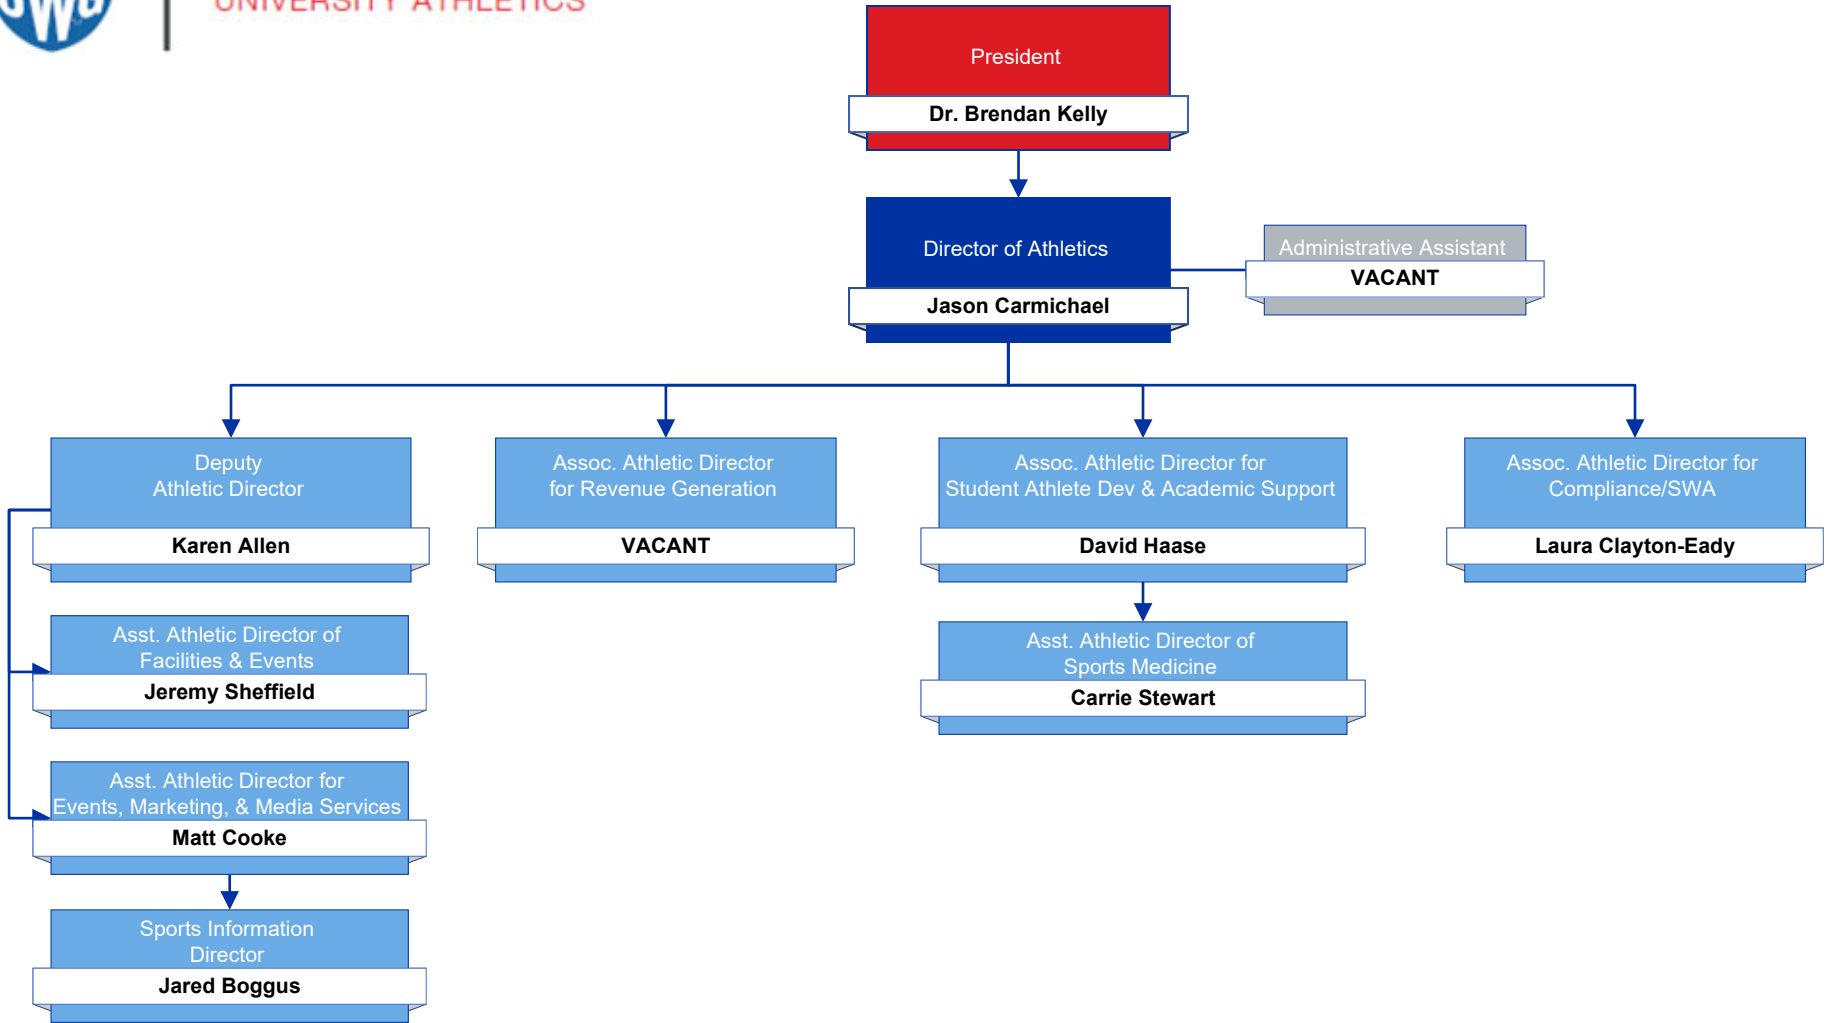 UNIVERSITY ATHLETICS
President
Dr. Brendan Kelly
Director of Athletics
Jason Carmichael
Administrative Assistant
VACANT
Deputy
Athletic Director
Karen Allen
Assoc. Athletic Director
for Revenue Generation
VACANT
Assoc. Athletic Director for
Student Athlete Dev & Academic Support
David Haase
Assoc. Athletic Director for
Compliance/SWA
Laura Clayton-Eady
Asst. Athletic Director of
Facilities & Events
Jeremy Sheffield
Asst. Athletic Director of
Sports Medicine
Carrie Stewart
Asst. Athletic Director for
Events, Marketing, & Media Services
Matt Cooke
Sports Information
Director
Jared Boggus